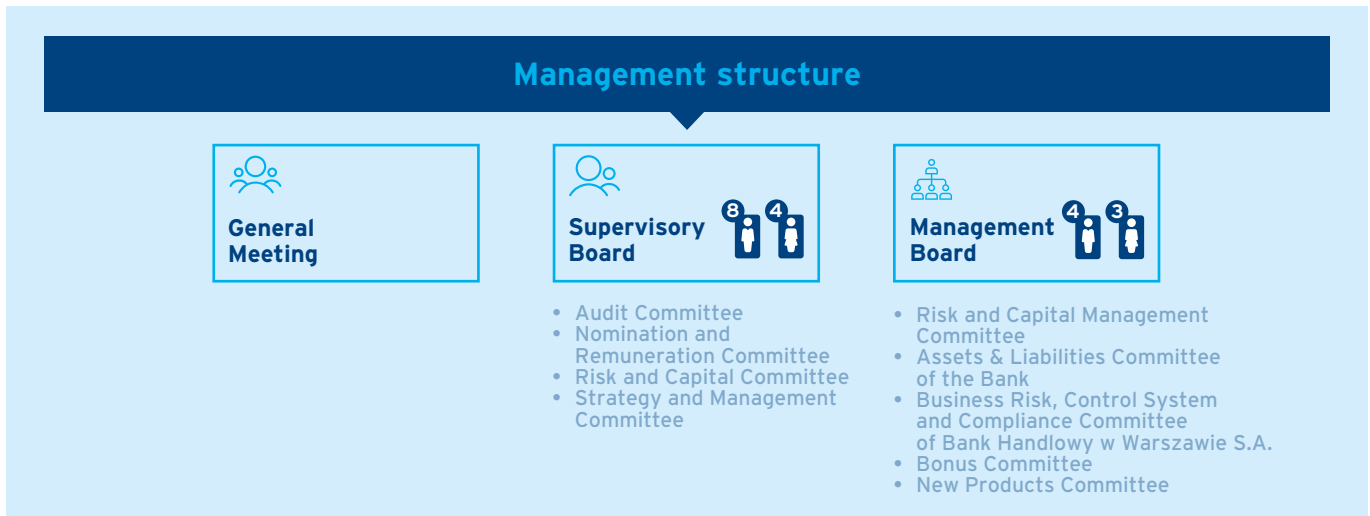 Management structure
General
Meeting
Supervisory
Board
8 4
• Audit Committee
• Nomination and
Remuneration Committee
• Risk and Capital Committee
• Strategy and Management
Committee
Management
Board
4 3
• Risk and Capital Management
Committee
• Assets & Liabilities Committee
of the Bank
• Business Risk, Control System
and Compliance Committee
of Bank Handlowy w Warszawie S.A.
• Bonus Committee
• New Products Committee